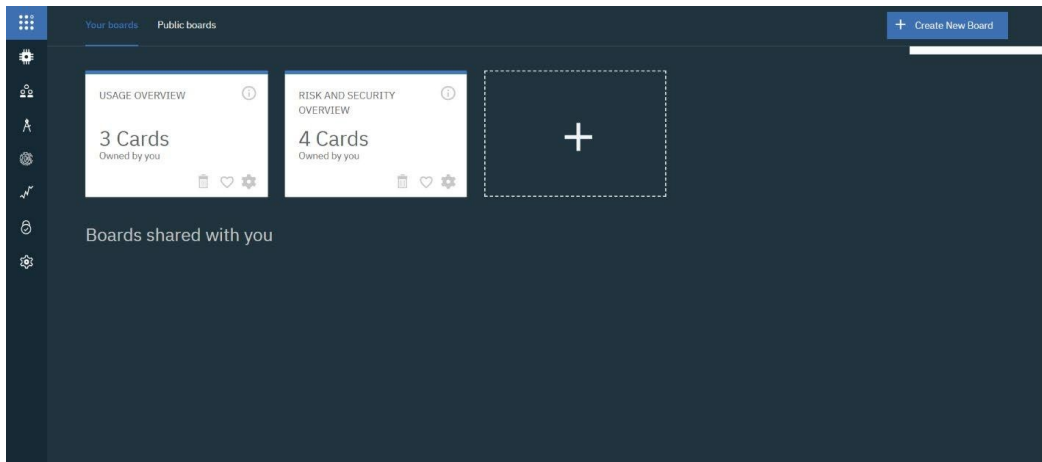 Your boards Public boards
+ Create New Board
USAGE OVERVIEW
3 Cards
Owned by you
RISK AND SECURITY
OVERVIEW
4 Cards
Owned by you
Boards shared with you